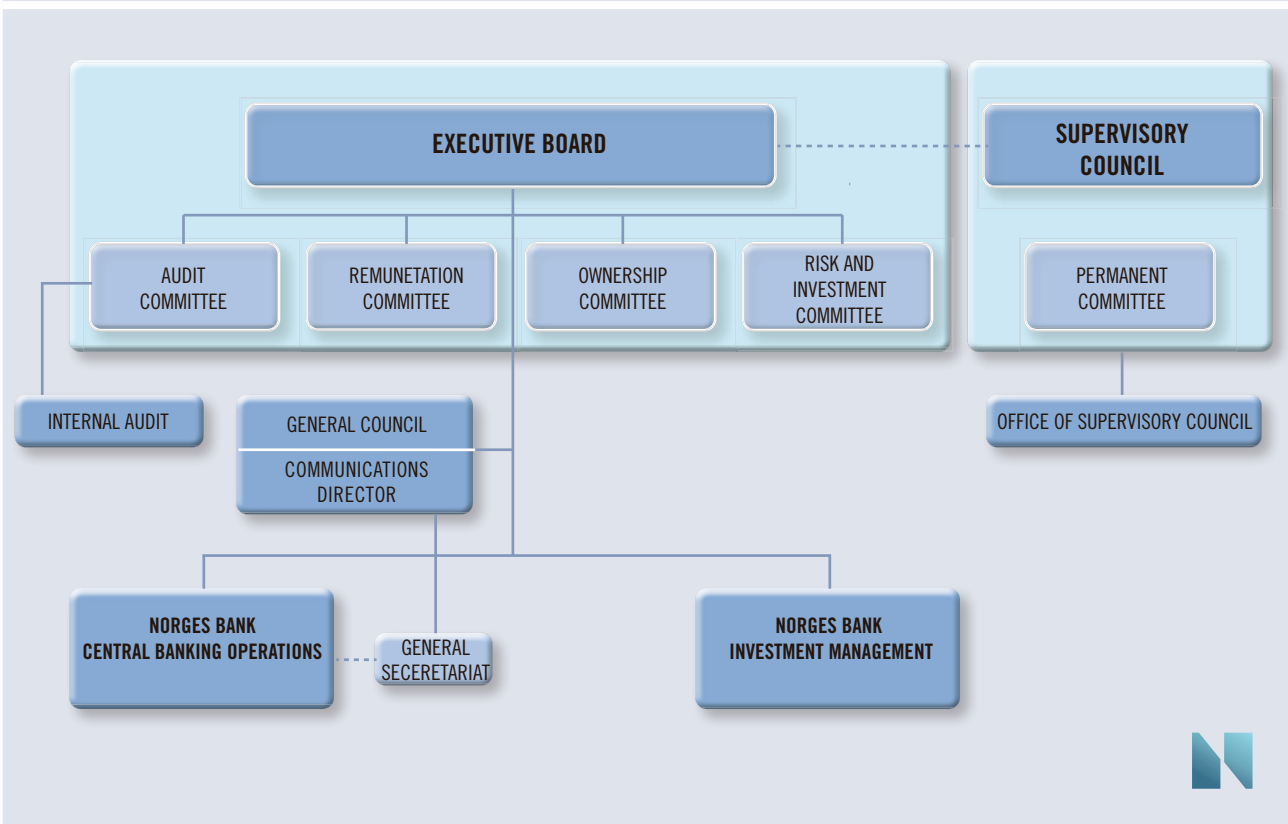 EXECUTIVE BOARD
SUPERVISORY
COUNCIL
AUDIT
COMMITTEE
REMUNETATION
COMMITTEE
OWNERSHIP
COMMITTEE
RISK AND
INVESTMENT
COMMITTEE
PERMANENT
COMMITTEE
INTERNAL AUDIT
GENERAL COUNCIL
COMMUNICATIONS
DIRECTOR
OFFICE OF SUPERVISORY COUNCIL
NORGES BANK
CENTRAL BANKING OPERATIONS
GENERAL
SECERETARIAT
NORGES BANK
INVESTMENT MANAGEMENT